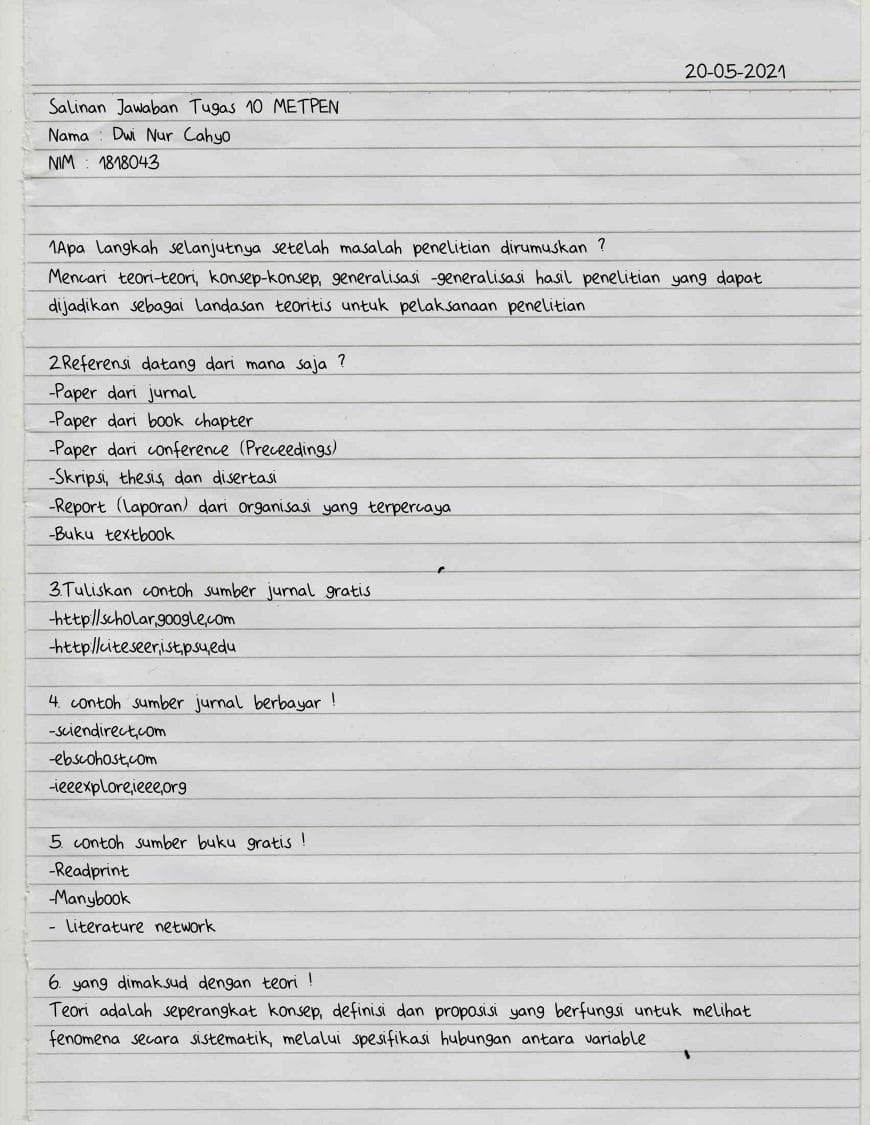 20-05-2021
Salinan Jawaban Tugas 10 METPEN
Nama : Dwi Nur Cahyo
NIM : 1818043
1Apa langkah selanjutnya setelah masalah penelitian dirumuskan ?
Mencari teori-teori, konsep-konsep, generalisasi -generalisasi hasil penelitian yang dapat
dijadikan sebagai landasan teoritis untuk pelaksanaan penelitian
2.Referensi datang dari mana saja ?
-Paper dari jurnal
-Paper dari book chapter
-Paper dari conference (Preceedings)
-Skripsi, thesis, dan disertasi
-Report (laporan) dari organisasi yang terpercaya
-Buku textbook
3.Tuliskan contoh sumber jurnal gratis
-http//scholar,google,com
-http//citeseer,ist,psu,edu
4. contoh sumber jurnal berbayar !
-sciendirect,com
-ebscohost,com
-ieeexplore,ieee,org
5. contoh sumber buku gratis !
-Readprint
-Manybook
- literature network
6. yang dimaksud dengan teori !
Teori adalah seperangkat konsep, definisi dan proposisi yang berfungsi untuk melihat
fenomena secara sistematik, melalui spesifikasi hubungan antara variable